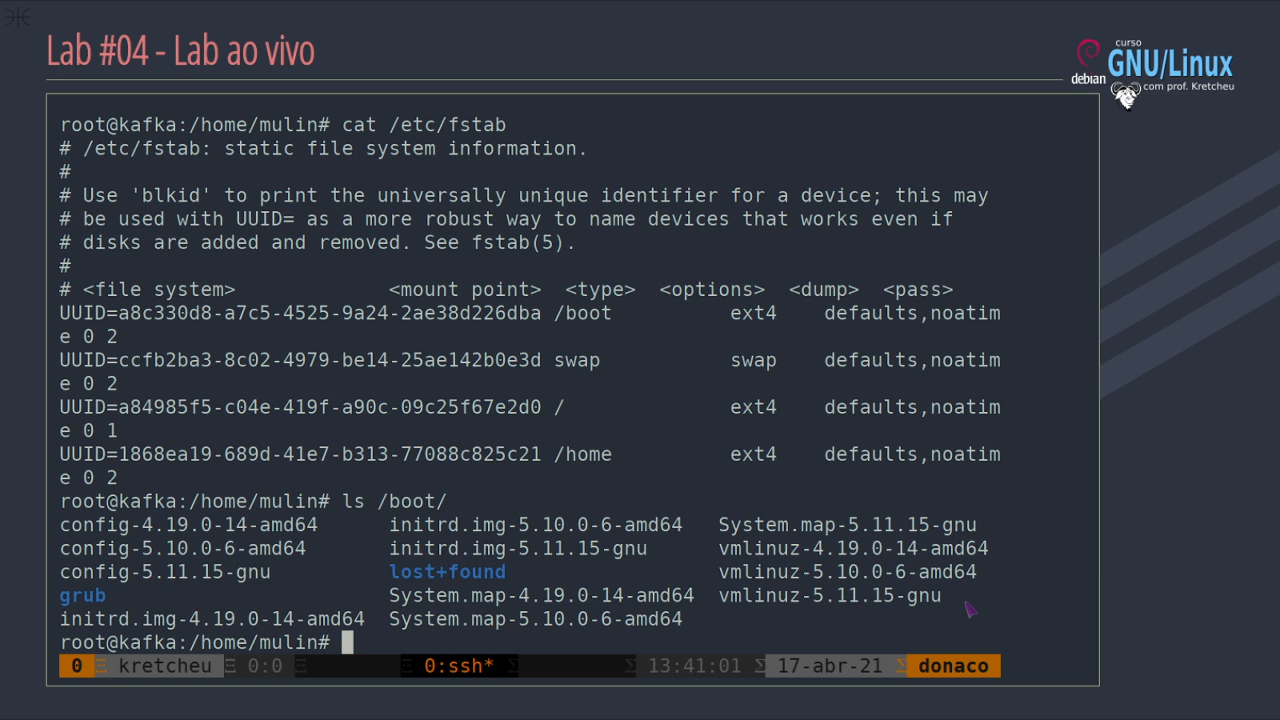 Lab #04 - Lab ao vivo
curso
GNU/Linux
debian
com prof. Kretcheu
root@kafka:/home/mulin# cat /etc/fstab
# /etc/fstab: static file system information.
#
# Use 'blkid' to print the universally unique identifier for a device; this may
# be used with UUID= as a more robust way to name devices that works even if
# disks are added and removed. See fstab(5).
#
# <file system>             <mount point>  <type>  <options>  <dump>  <pass>
UUID=a8c330d8-a7c5-4525-9a24-2ae38d226dba /boot          ext4    defaults,noatim
e 0 2
UUID=ccfb2ba3-8c02-4979-be14-25ae142b0e3d swap           swap    defaults,noatim
e 0 2
UUID=a84985f5-c04e-419f-a90c-09c25f67e2d0 /              ext4    defaults,noatim
e 0 1
UUID=1868ea19-689d-41e7-b313-77088c825c21 /home          ext4    defaults,noatim
e 0 2
root@kafka:/home/mulin# ls /boot/
config-4.19.0-14-amd64      initrd.img-5.10.0-6-amd64   System.map-5.11.15-gnu
config-5.10.0-6-amd64       initrd.img-5.11.15-gnu      vmlinuz-4.19.0-14-amd64
config-5.11.15-gnu          lost+found                  vmlinuz-5.10.0-6-amd64
grub                        System.map-4.19.0-14-amd64  vmlinuz-5.11.15-gnu
initrd.img-4.19.0-14-amd64  System.map-5.10.0-6-amd64
root@kafka:/home/mulin#
0 Ξ kretcheu Ξ 0:0 Ξ 0:ssh* Σ Σ 13:41:01 Σ 17-abr-21 Σ donaco